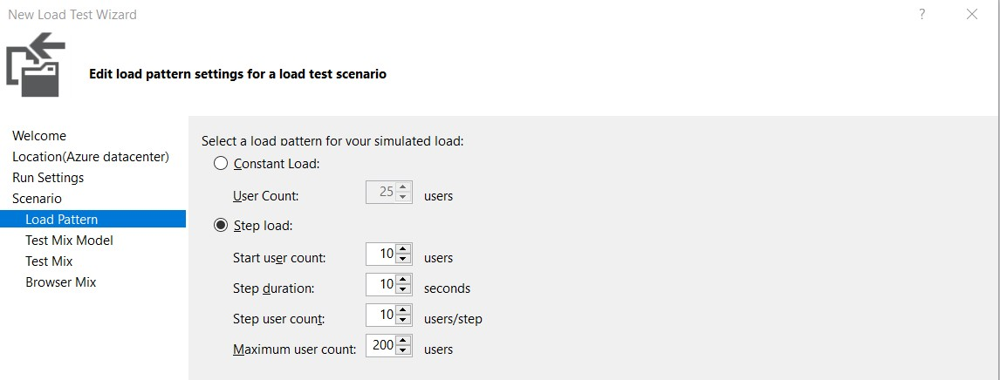 New Load Test Wizard
?
Edit load pattern settings for a load test scenario
Welcome
Location(Azure datacenter)
Run Settings
Scenario
Load Pattern
Test Mix Model
Test Mix
Browser Mix
Select a load pattern for your simulated load:
Constant Load:
User Count: 25 users
Step load:
Start user count: 10 users
Step duration: 10 seconds
Step user count: 10 users/step
Maximum user count: 200 users